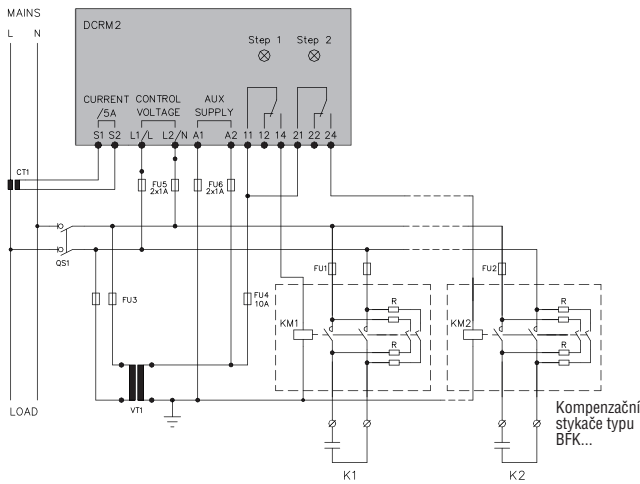 MAINS
L N
DCRM2
Step 1 Step 2
CURRENT CONTROL AUX
/5A VOLTAGE SUPPLY
S1 S2 L1/L L2/N A1 A2 11 12 14 21 22 24
CT1
FU5 FU6
2x1A 2x1A
QS1
FU1 FU2
FU3 FU4
10A
R R
KM1 KM2
R R
VT1
LOAD
Kompenzační
stykače typu
BFK...
K1 K2